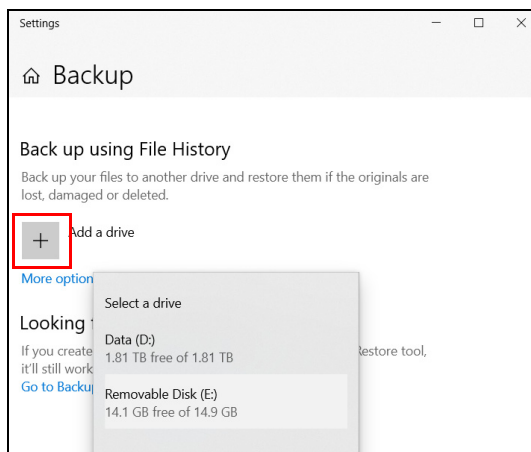 Settings
Backup
Back up using File History
Back up your files to another drive and restore them if the originals are
lost, damaged or deleted.
Add a drive
More option
Select a drive
Looking
Data (D:)
If you create
1.81 TB free of 1.81 TB
Restore tool,
it'll still work
Go to Backu
Removable Disk (E:)
14.1 GB free of 14.9 GB